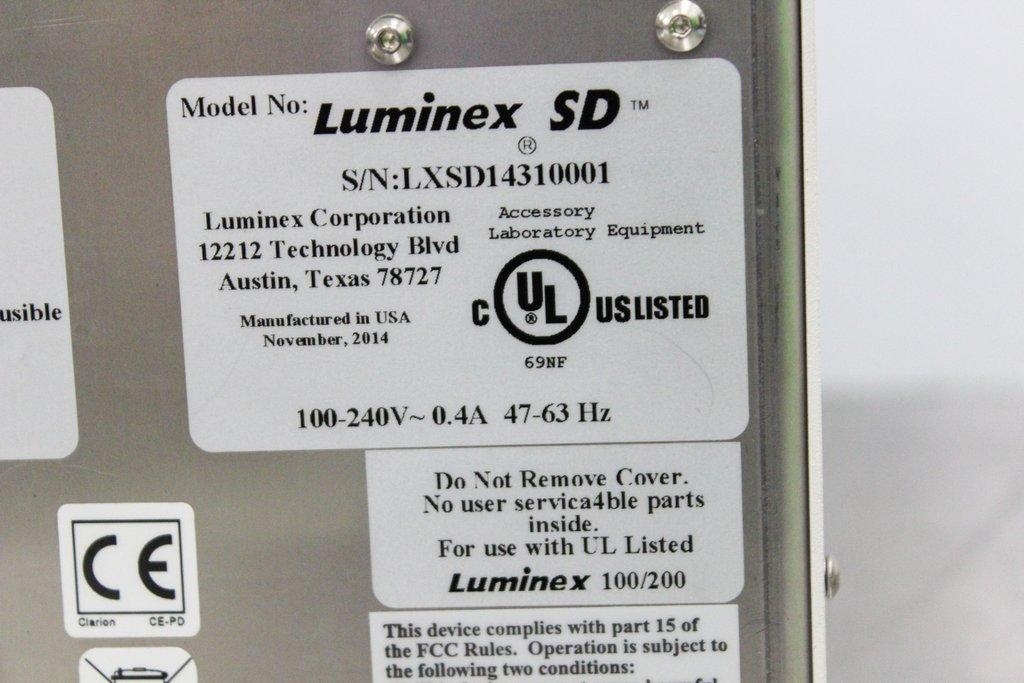 Model No: Luminex SD ™
®
S/N:LXSD14310001
Luminex Corporation
12212 Technology Blvd
Austin, Texas 78727
Manufactured in USA
November, 2014
Accessory
Laboratory Equipment
C UL ® US LISTED
69NF
100-240V~ 0.4A 47-63 Hz
usible
Do Not Remove Cover.
No user servica4ble parts
inside.
For use with UL Listed
Luminex 100/200
CE
Clarion CE-PD
This device complies with part 15 of
the FCC Rules. Operation is subject to
the following two conditions: